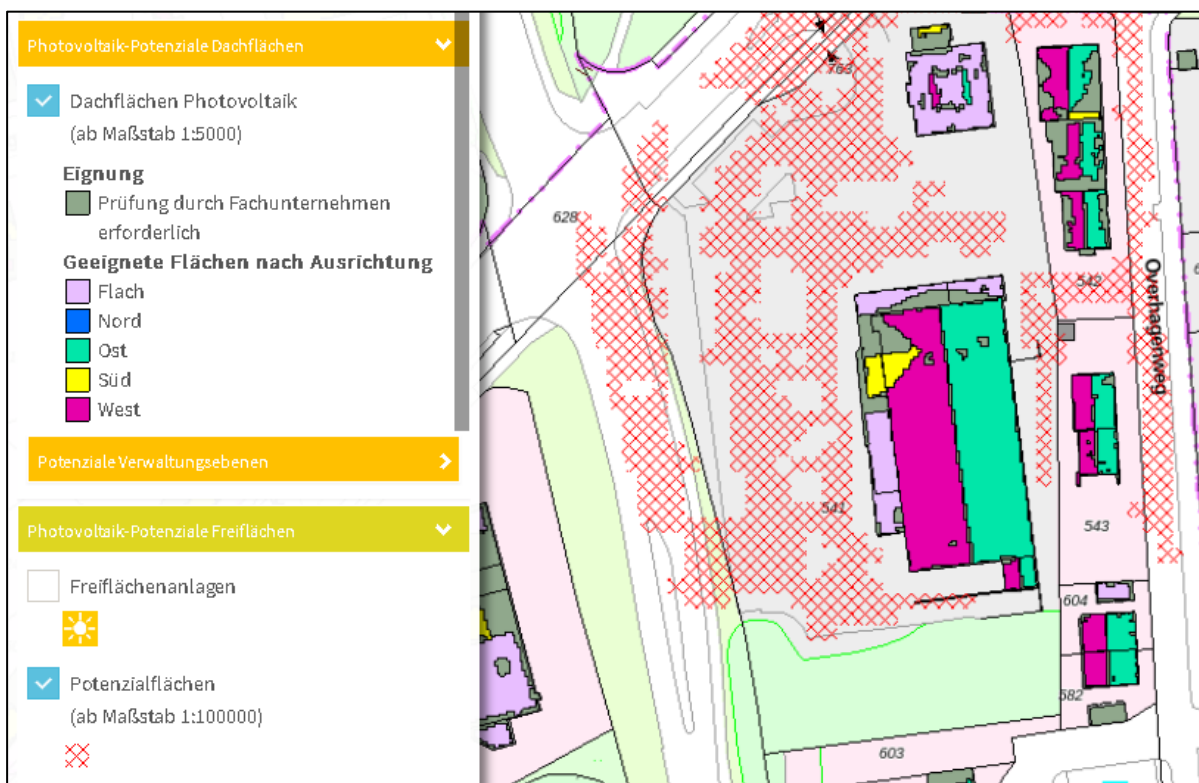 Photovoltaik-Potenziale Dachflächen
Dachflächen Photovoltaik
(ab Maßstab 1:5000)
Eignung
Prüfung durch Fachunternehmen
erforderlich
Geeignete Flächen nach Ausrichtung
Flach
Nord
Ost
Süd
West
Potenziale Verwaltungsebenen
Photovoltaik-Potenziale Freiflächen
Freiflächenanlagen
Potenzialflächen
(ab Maßstab 1:100000)
763
628
542
Overhagenweg
541
543
604
582
603